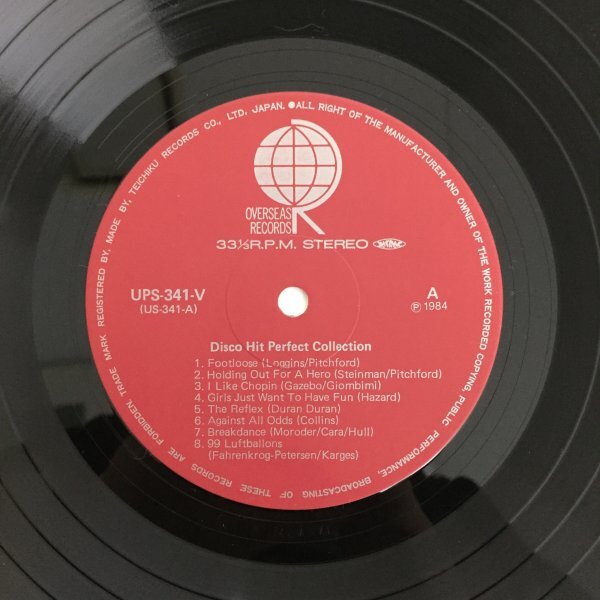 TRADE MARK REGISTERED BY, MADE BY, TEICHIKU RECORDS CO., LTD. JAPAN. ●ALL RIGHT OF THE MANUFACTURER AND OWNER OF THE WORK RECORDED COPYING, PUBLIC PERFORMANCE, BROADCASTING OF THESE RECORDS ARE FORBIDDEN.
OVERSEAS
RECORDS
33⅓R.P.M. STEREO
UPS-341-V
(US-341-A)
A
Ⓟ1984
Disco Hit Perfect Collection
1. Footloose (Loggins/Pitchford)
2. Holding Out For A Hero (Steinman/Pitchford)
3. I Like Chopin (Gazebo/Giombimi)
4. Girls Just Want To Have Fun (Hazard)
5. The Reflex (Duran Duran)
6. Against All Odds (Collins)
7. Breakdance (Moroder/Cara/Hull)
8. 99 Luftballons
(Fahrenkrog-Petersen/Karges)